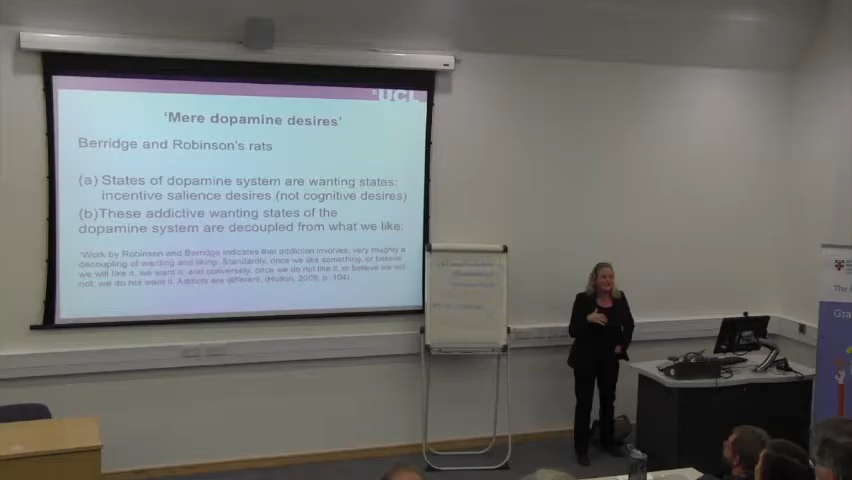 UCL
'Mere dopamine desires'
Berridge and Robinson's rats
(a) States of dopamine system are wanting states:
incentive salience desires (not cognitive desires)
(b)These addictive wanting states of the
dopamine system are decoupled from what we like:
'Work by Robinson and Berridge indicates that addiction involves, very roughly a
decoupling of wanting and liking. Standardly, once we like something, or believe
we will like it, we want it; and conversely, once we do not like it, or believe we will
not, we do not want it. Addicts are different. (Holton, 2009, p. 104)
The
Gra